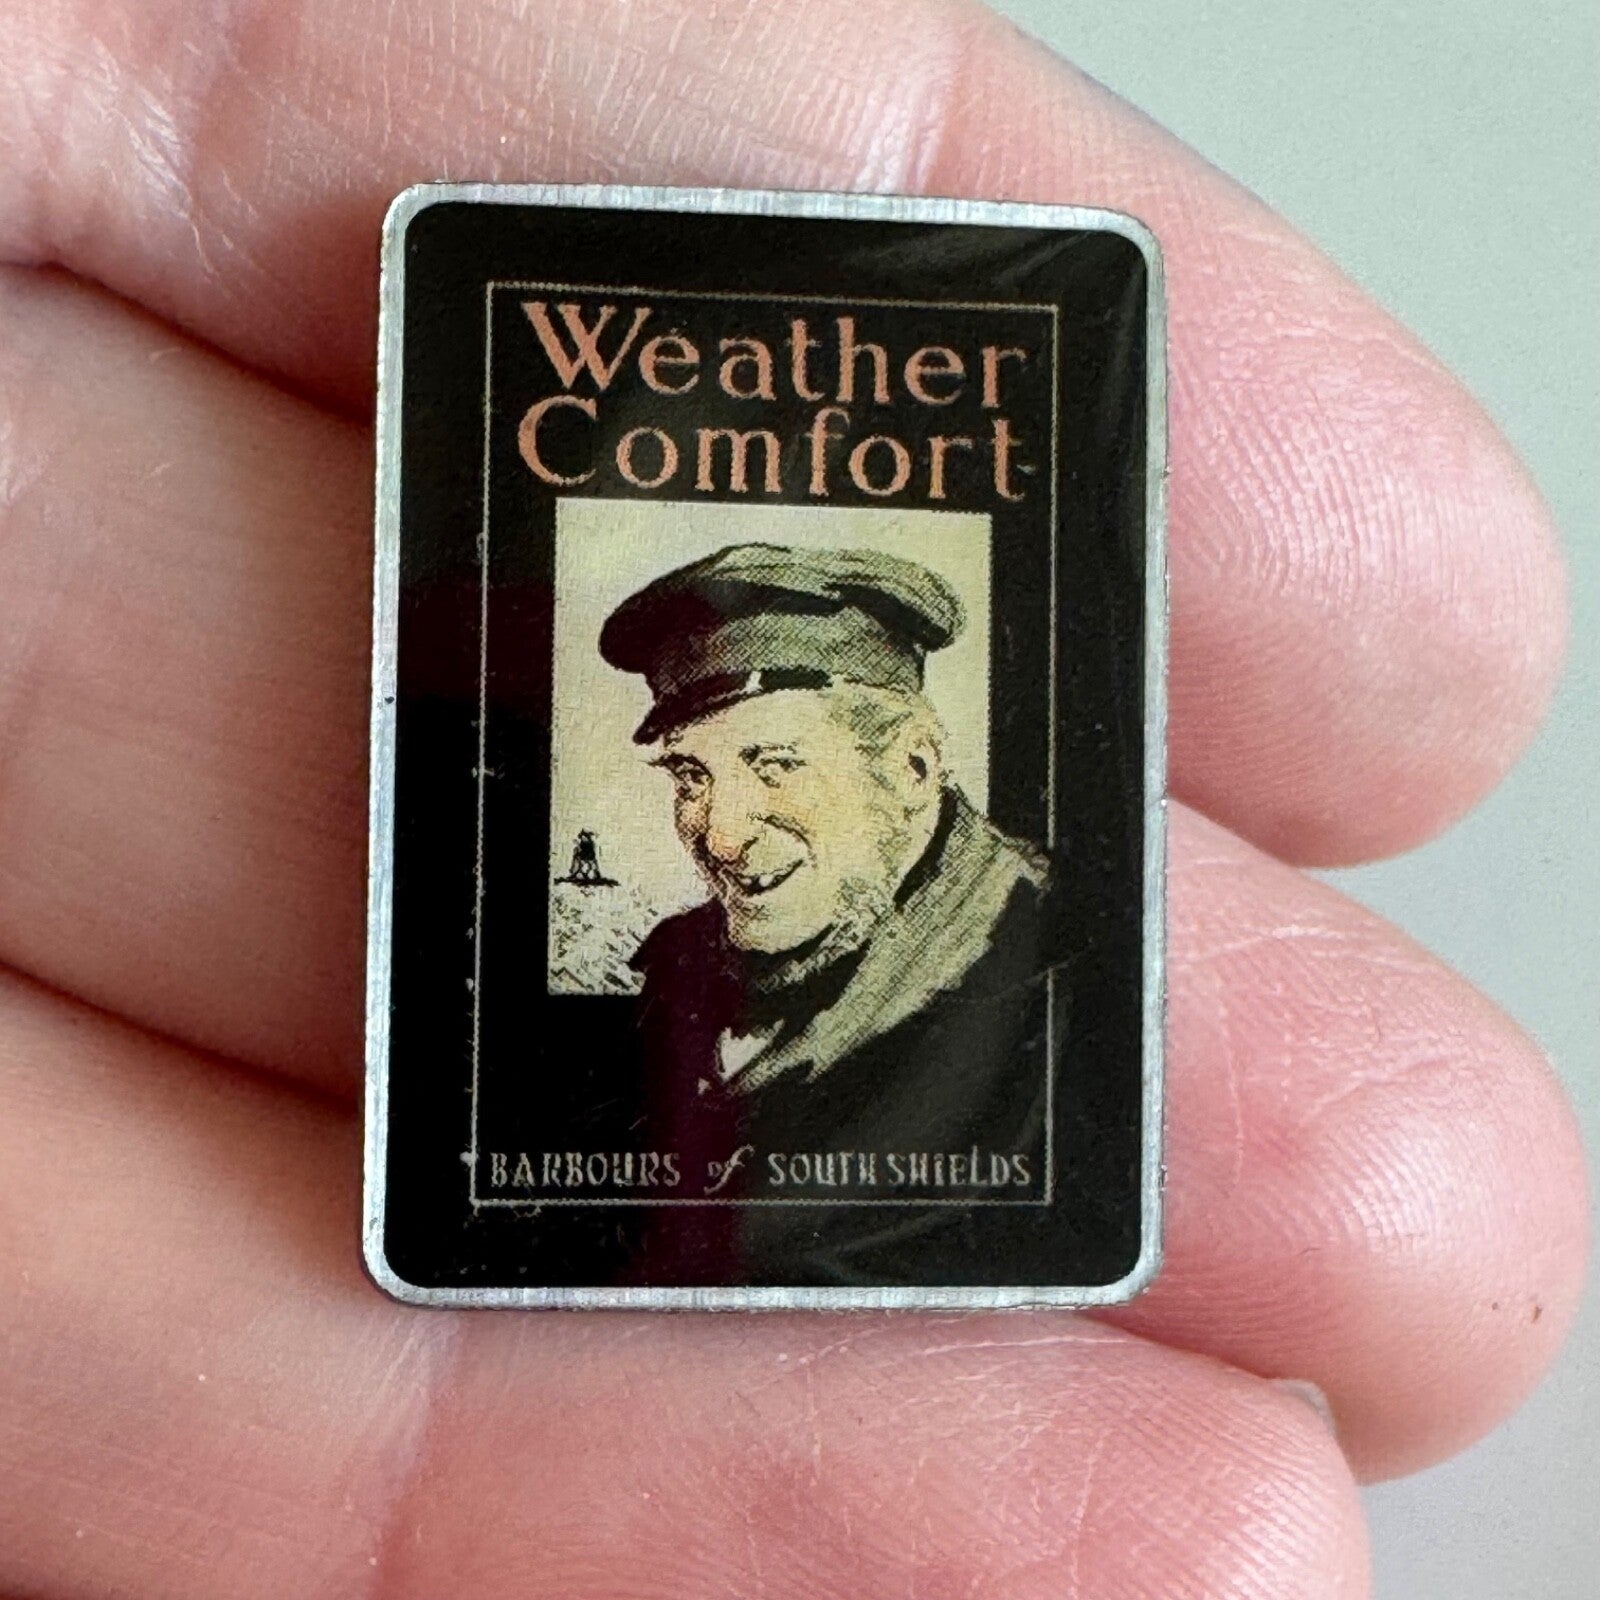 Weather
Comfort
BARBOURS of SOUTH SHIELDS